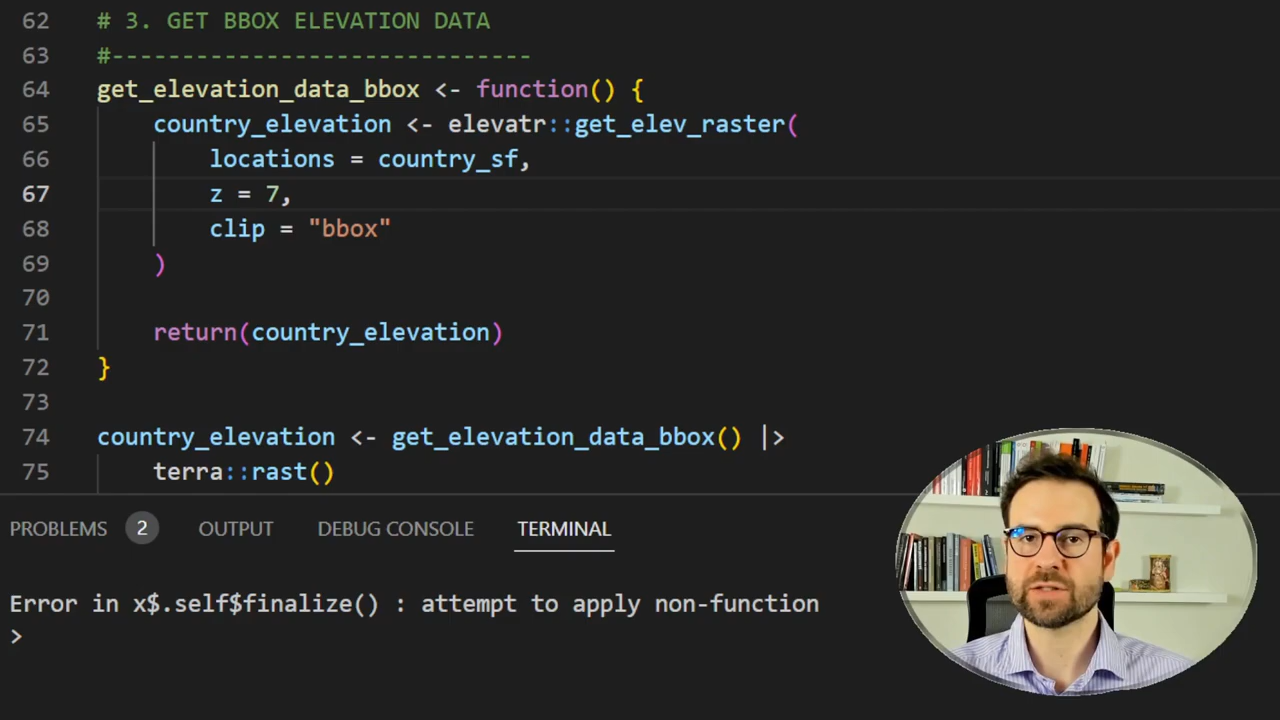 62 # 3. GET BBOX ELEVATION DATA
63 #------------------------------
64 get_elevation_data_bbox <- function() {
65 country_elevation <- elevatr::get_elev_raster(
66 locations = country_sf,
67 z = 7,
68 clip = "bbox"
69 )
70
71 return(country_elevation)
72 }
73
74 country_elevation <- get_elevation_data_bbox() |>
75 terra::rast()
PROBLEMS 2 OUTPUT DEBUG CONSOLE TERMINAL
Error in x$.self$finalize() : attempt to apply non-function
>